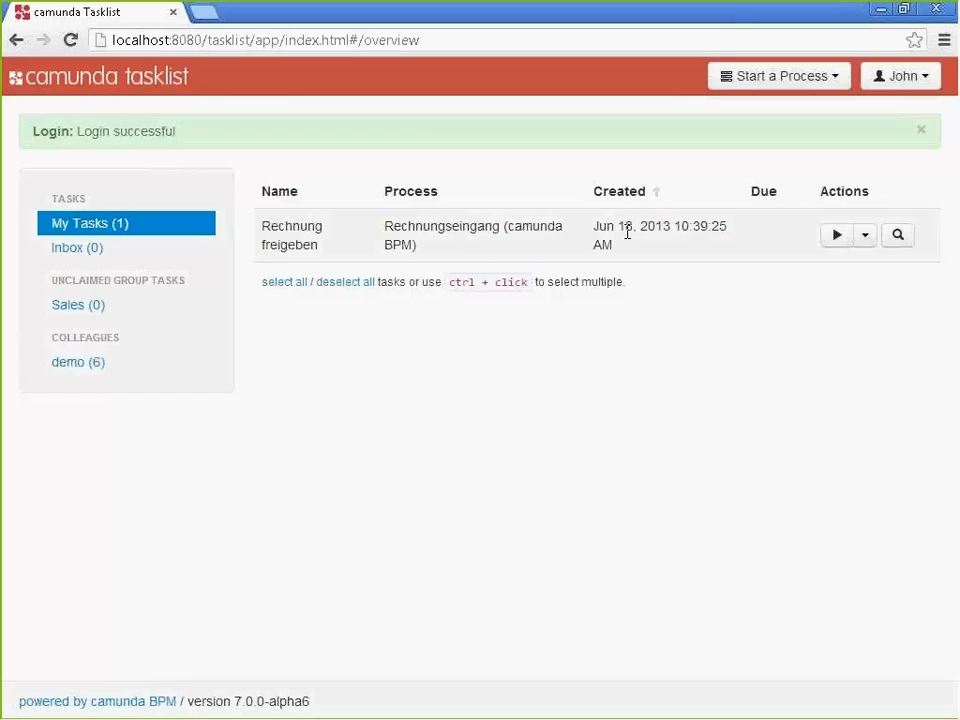 camunda Tasklist
localhost:8080/tasklist/app/index.html#/overview
camunda tasklist
Start a Process
John
Login: Login successful
TASKS
My Tasks (1)
Inbox (0)
UNCLAIMED GROUP TASKS
Sales (0)
COLLEAGUES
demo (6)
Name Process Created Due Actions
Rechnung Rechnungseingang (camunda Jun 18, 2013 10:39:25
freigeben BPM) AM
select all / deselect all tasks or use ctrl + click to select multiple.
powered by camunda BPM / version 7.0.0-alpha6